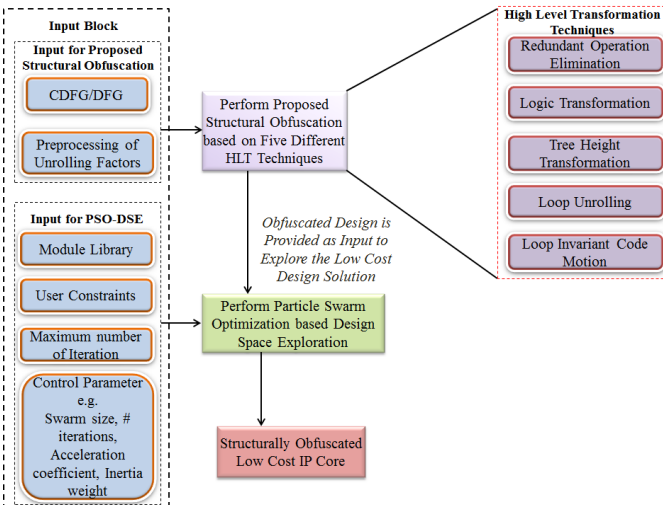 Input Block
Input for Proposed
Structural Obfuscation
CDFG/DFG
Preprocessing of
Unrolling Factors
Input for PSO-DSE
Module Library
User Constraints
Maximum number
of Iteration
Control Parameter
e.g.
Swarm size, #
iterations,
Acceleration
coefficient, Inertia
weight
Perform Proposed
Structural Obfuscation
based on Five Different
HLT Techniques
Obfuscated Design is
Provided as Input to
Explore the Low Cost
Design Solution
Perform Particle Swarm
Optimization based Design
Space Exploration
Structurally Obfuscated
Low Cost IP Core
High Level Transformation
Techniques
Redundant Operation
Elimination
Logic Transformation
Tree Height
Transformation
Loop Unrolling
Loop Invariant Code
Motion